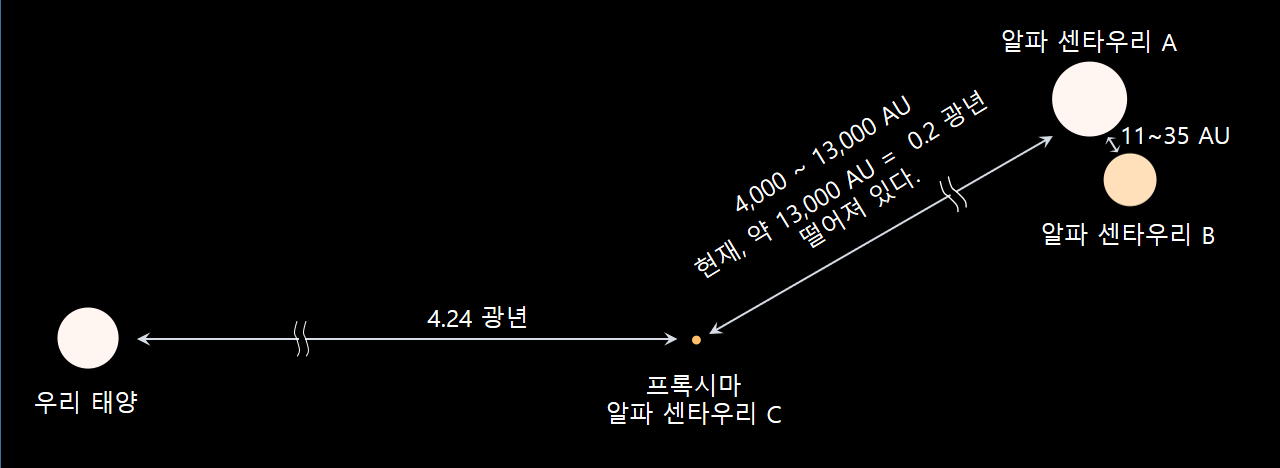 알파 센타우리 A
11~35 AU
알파 센타우리 B
4,000 ~ 13,000 AU
현재, 약 13,000 AU = 0.2 광년
떨어져 있다.
4.24 광년
우리 태양
프록시마
알파 센타우리 C